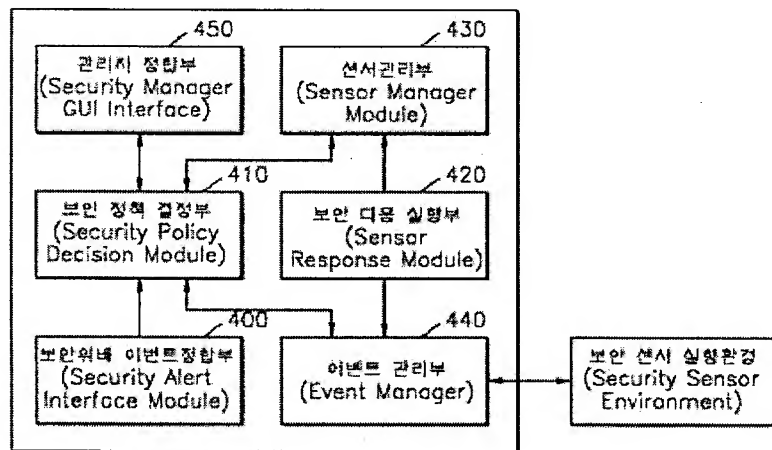 450
관리자 정합부
(Security Manager
GUI Interface)
430
센서관리부
(Sensor Manager
Module)
410
보안 정책 결정부
(Security Policy
Decision Module)
420
보안 대응 실행부
(Sensor
Response Module)
400
보안위배 이벤트정합부
(Security Alert
Interface Module)
440
이벤트 관리부
(Event Manager)
보안 센서 실행환경
(Security Sensor
Environment)